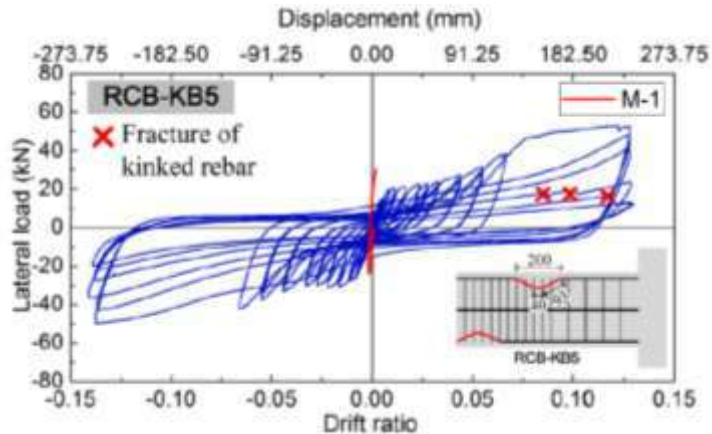 Displacement (mm)
-273.75 -182.50 -91.25 0.00 91.25 182.50 273.75
80
60
40
20
0
-20
-40
-60
-80
Lateral load (kN)
RCB-KB5
Fracture of
kinked rebar
M-1
200
RCB-KB5
-0.15 -0.10 -0.05 0.00 0.05 0.10 0.15
Drift ratio